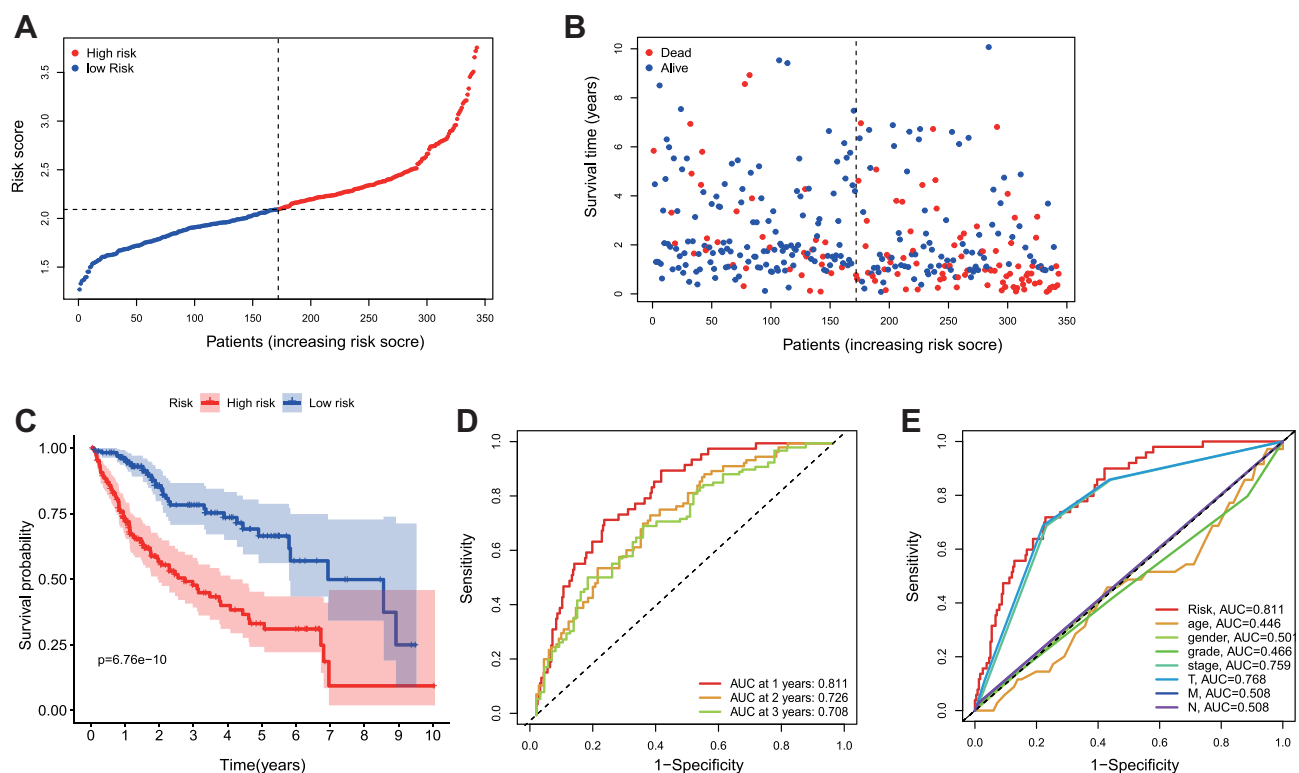 A
High risk
low Risk
Risk score
3.5
3.0
2.5
2.0
1.5
0 50 100 150 200 250 300 350
Patients (increasing risk socre)
B
Dead
Alive
Survival time (years)
10
8
6
4
2
0
0 50 100 150 200 250 300 350
Patients (increasing risk socre)
C
Risk High risk Low risk
Survival probability
1.00
0.75
0.50
0.25
0.00
p=6.76e−10
0 1 2 3 4 5 6 7 8 9 10
Time(years)
D
Sensitivity
1.0
0.8
0.6
0.4
0.2
0.0
AUC at 1 years: 0.811
AUC at 2 years: 0.726
AUC at 3 years: 0.708
0.0 0.2 0.4 0.6 0.8 1.0
1−Specificity
E
Sensitivity
1.0
0.8
0.6
0.4
0.2
0.0
Risk, AUC=0.811
age, AUC=0.446
gender, AUC=0.501
grade, AUC=0.466
stage, AUC=0.759
T, AUC=0.768
M, AUC=0.508
N, AUC=0.508
0.0 0.2 0.4 0.6 0.8 1.0
1−Specificity